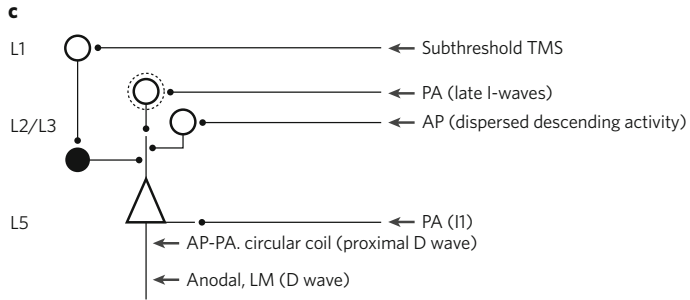 c
L1
Subthreshold TMS
PA (late I-waves)
L2/L3
AP (dispersed descending activity)
L5
PA (I1)
AP-PA. circular coil (proximal D wave)
Anodal, LM (D wave)